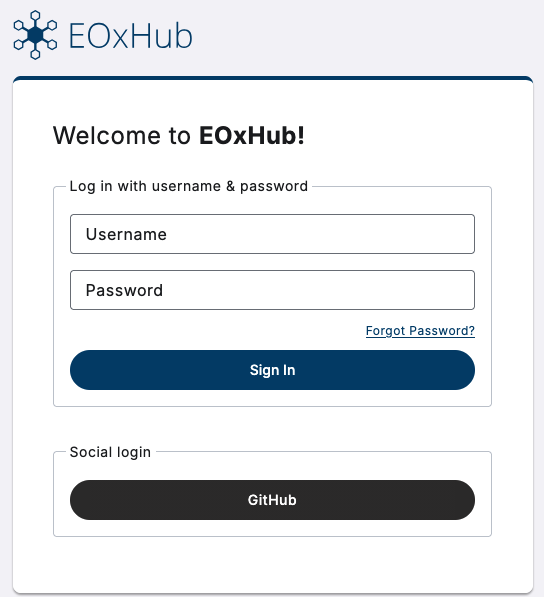 EOxHub
Welcome to EOxHub!
Log in with username & password
Username
Password
Forgot Password?
Sign In
Social login
GitHub